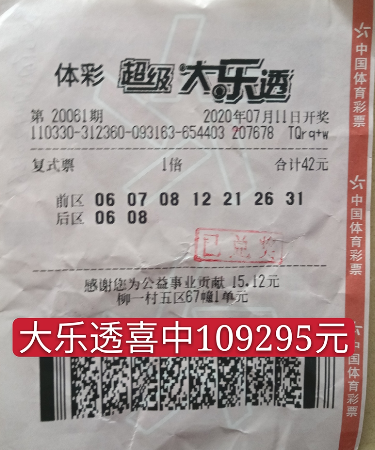 体彩 超级大乐透
第 20061期 2020年07月11日开奖
110330-312360-093163-654403 207678 TQrq+w
复式票 1倍 合计42元
前区 06 07 08 12 21 26 31
后区 06 08
已兑奖
感谢您为公益事业贡献 15.12元
柳一村五区67幢1单元
大乐透喜中109295元
中国体育彩票
中国体育彩票
中国体育彩票